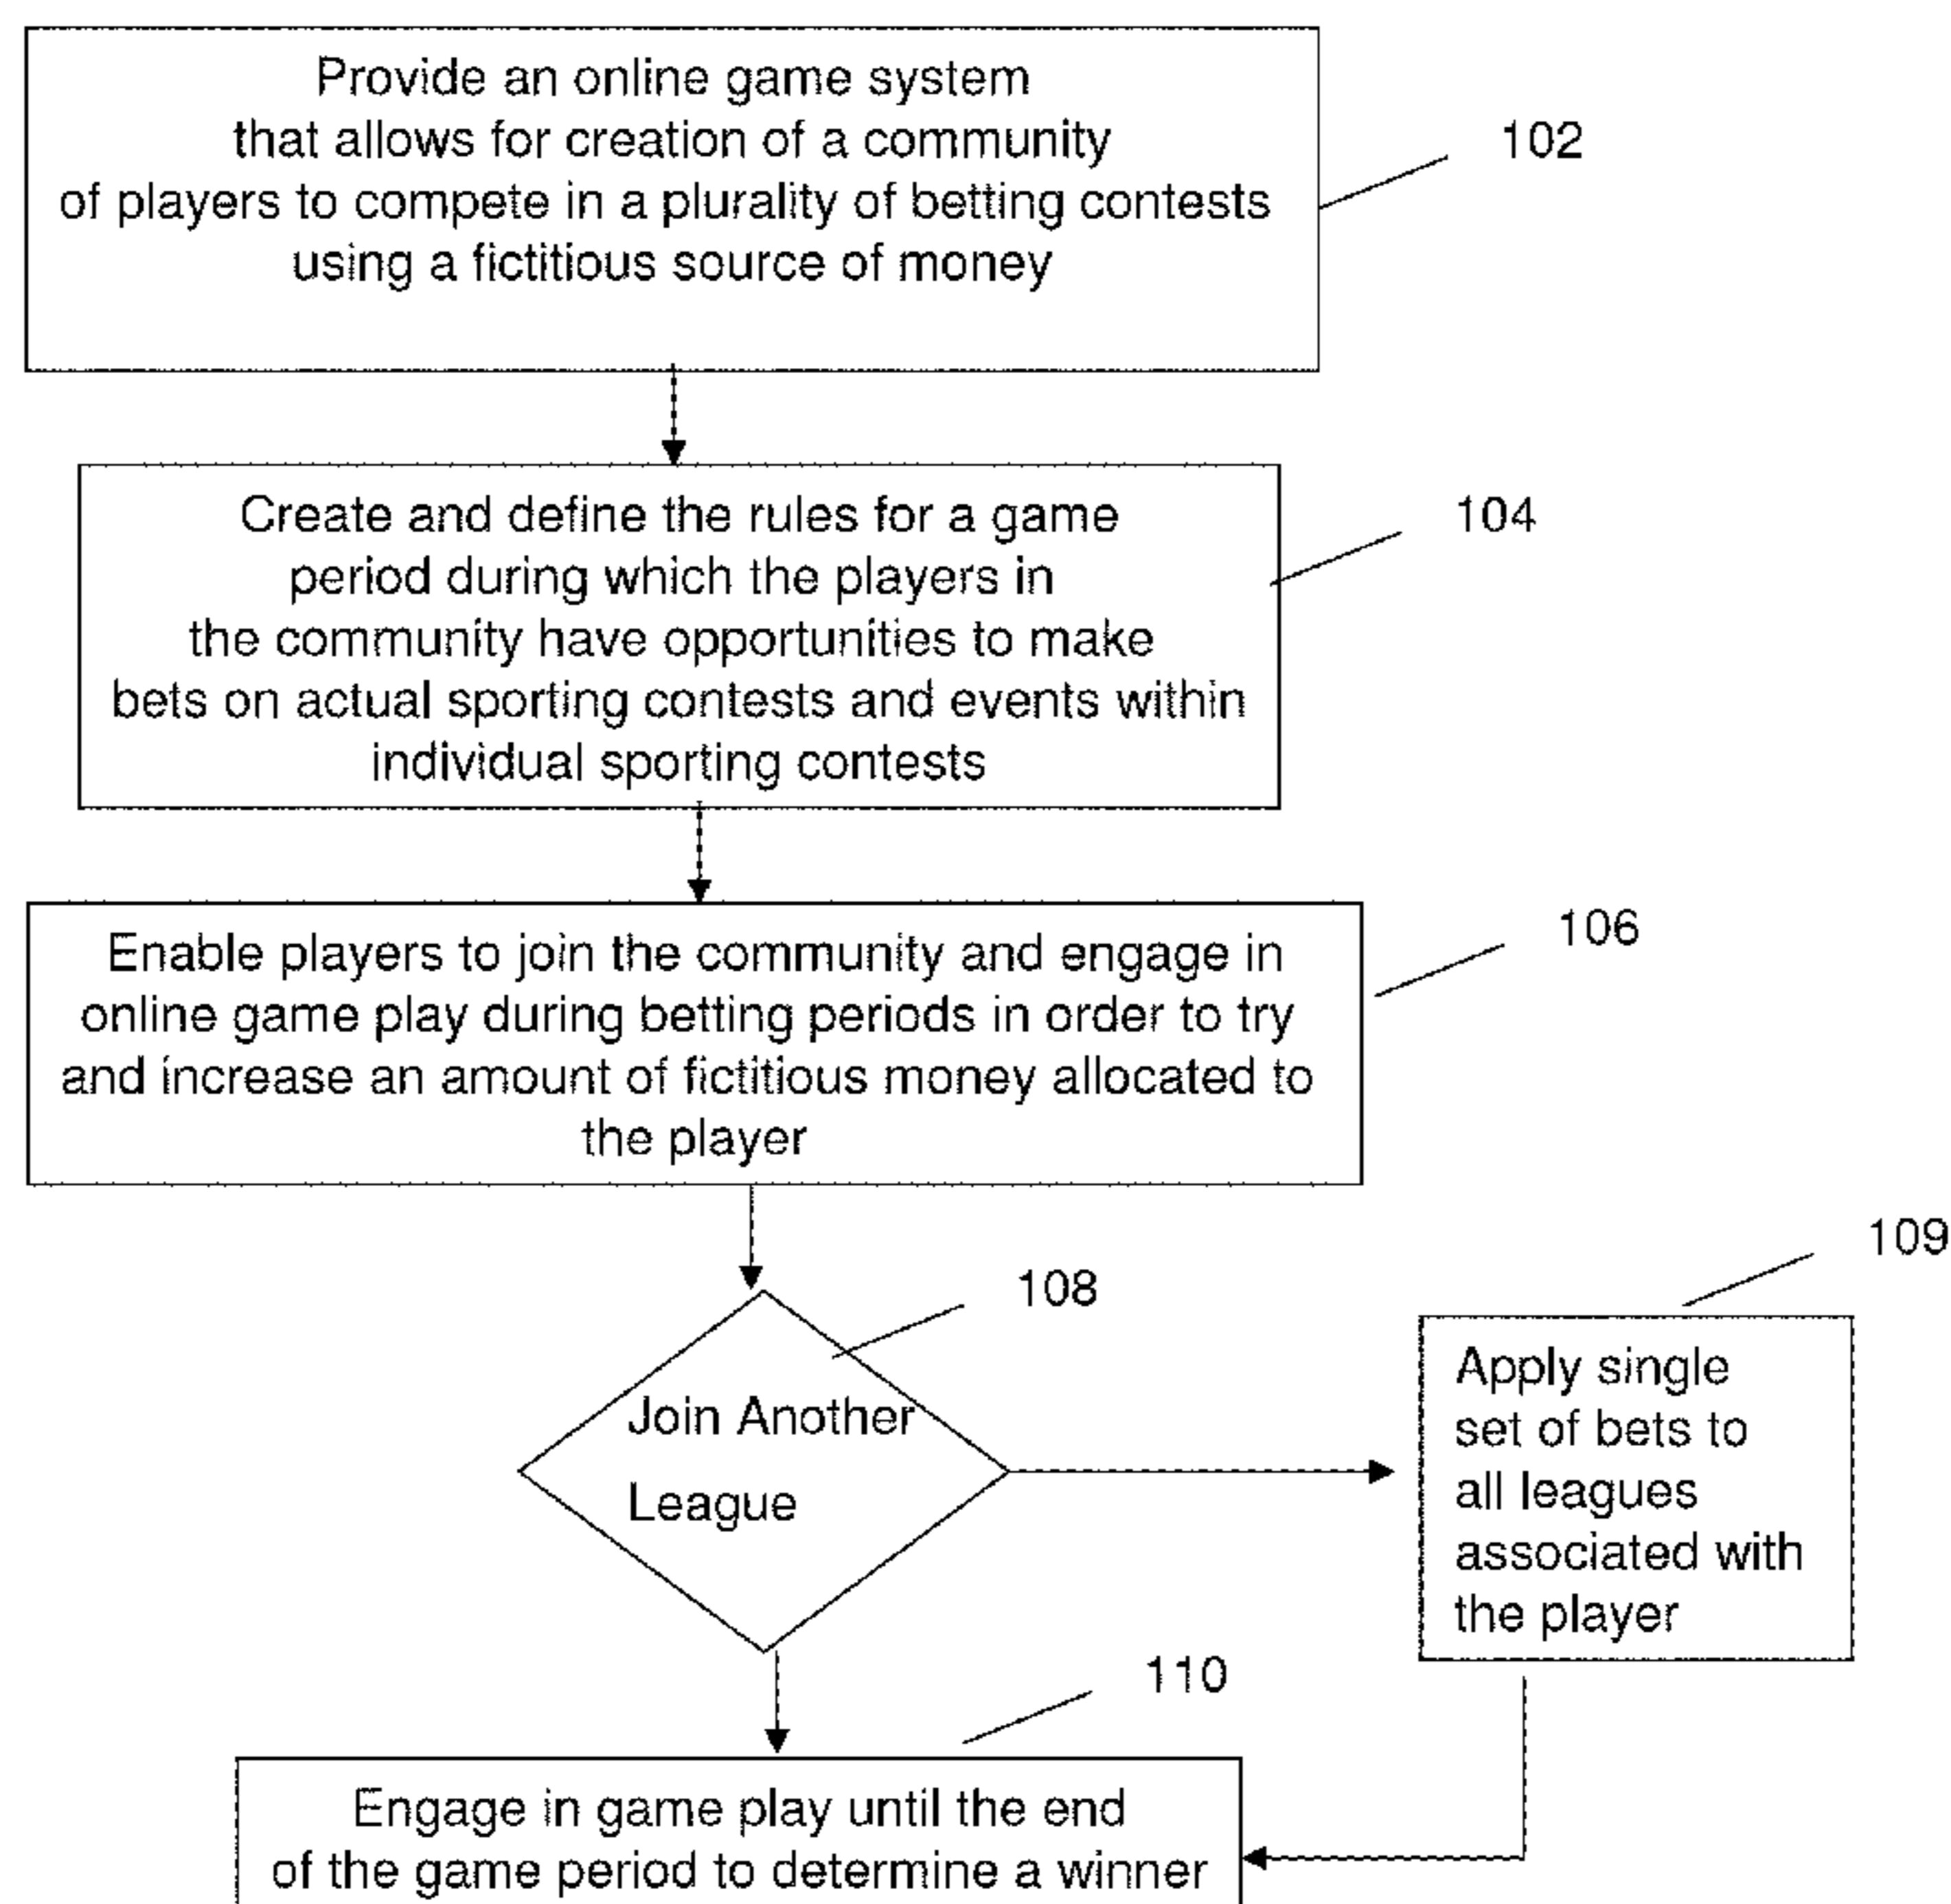 Provide an online game system
that allows for creation of a community
of players to compete in a plurality of betting contests
using a fictitious source of money
102
Create and define the rules for a game
period during which the players in
the community have opportunities to make
bets on actual sporting contests and events within
individual sporting contests
104
Enable players to join the community and engage in
online game play during betting periods in order to try
and increase an amount of fictitious money allocated to
the player
106
108
Join Another
League
109
Apply single
set of bets to
all leagues
associated with
the player
110
Engage in game play until the end
of the game period to determine a winner